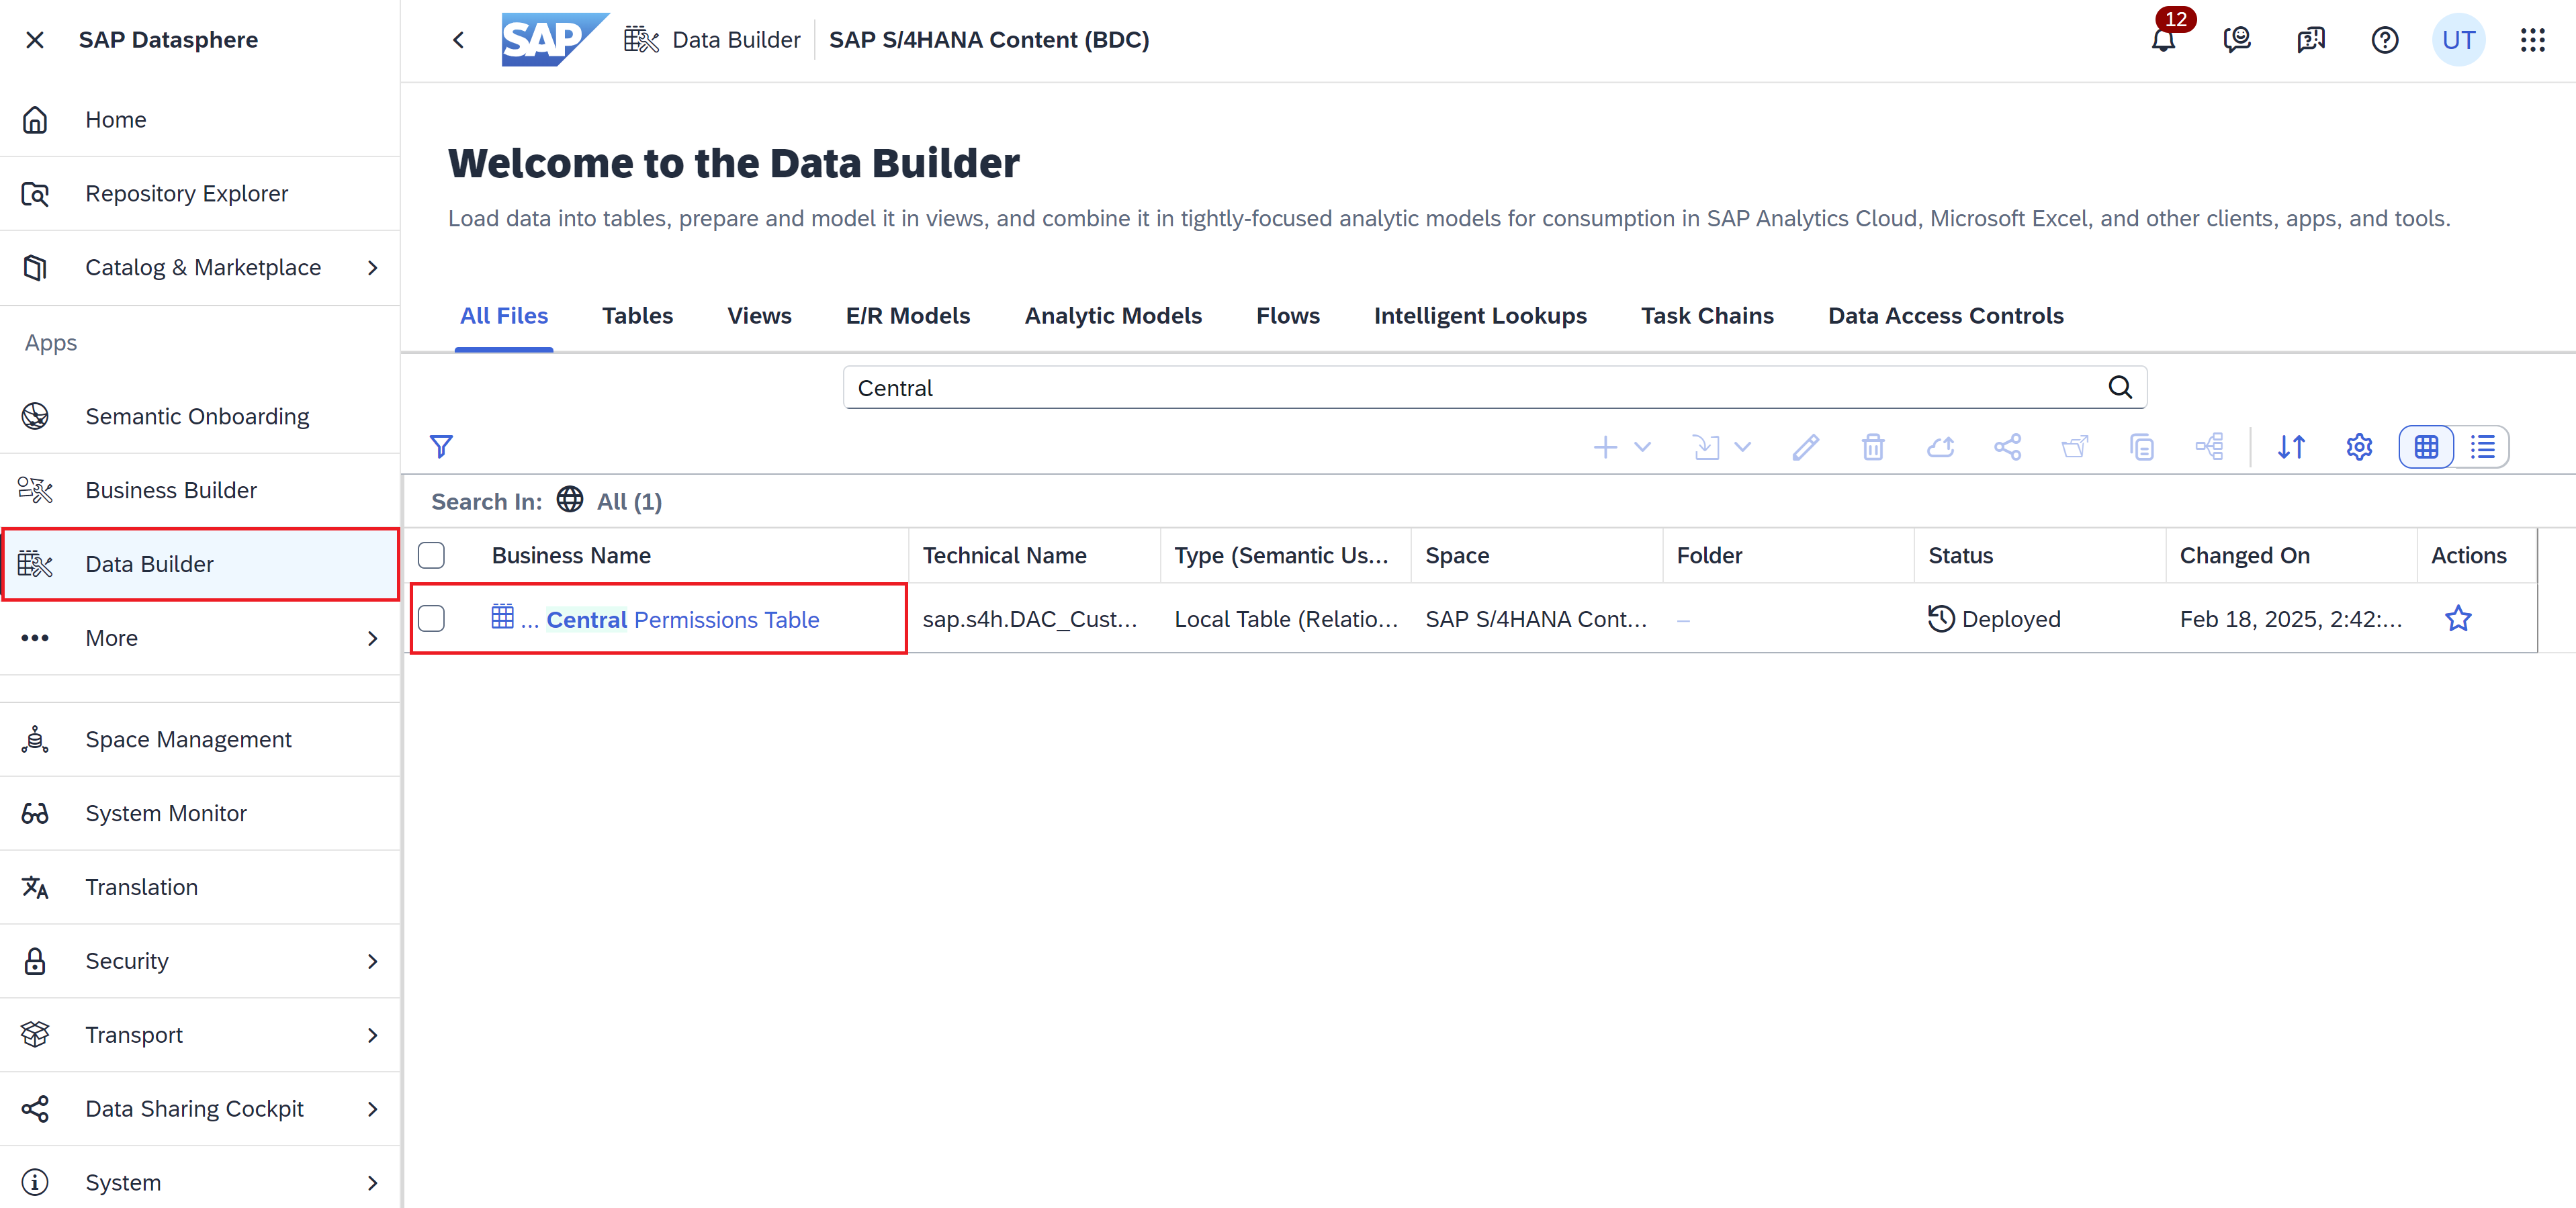 SAP Datasphere
Home
Repository Explorer
Catalog & Marketplace
Apps
Semantic Onboarding
Business Builder
Data Builder
More
Space Management
System Monitor
Translation
Security
Transport
Data Sharing Cockpit
System
SAP Data Builder SAP S/4HANA Content (BDC) 12 UT
Welcome to the Data Builder
Load data into tables, prepare and model it in views, and combine it in tightly-focused analytic models for consumption in SAP Analytics Cloud, Microsoft Excel, and other clients, apps, and tools.
All Files Tables Views E/R Models Analytic Models Flows Intelligent Lookups Task Chains Data Access Controls
Central
Search In: All (1)
Business Name Technical Name Type (Semantic Us... Space Folder Status Changed On Actions
... Central Permissions Table sap.s4h.DAC_Cust... Local Table (Relatio... SAP S/4HANA Cont... – Deployed Feb 18, 2025, 2:42:...